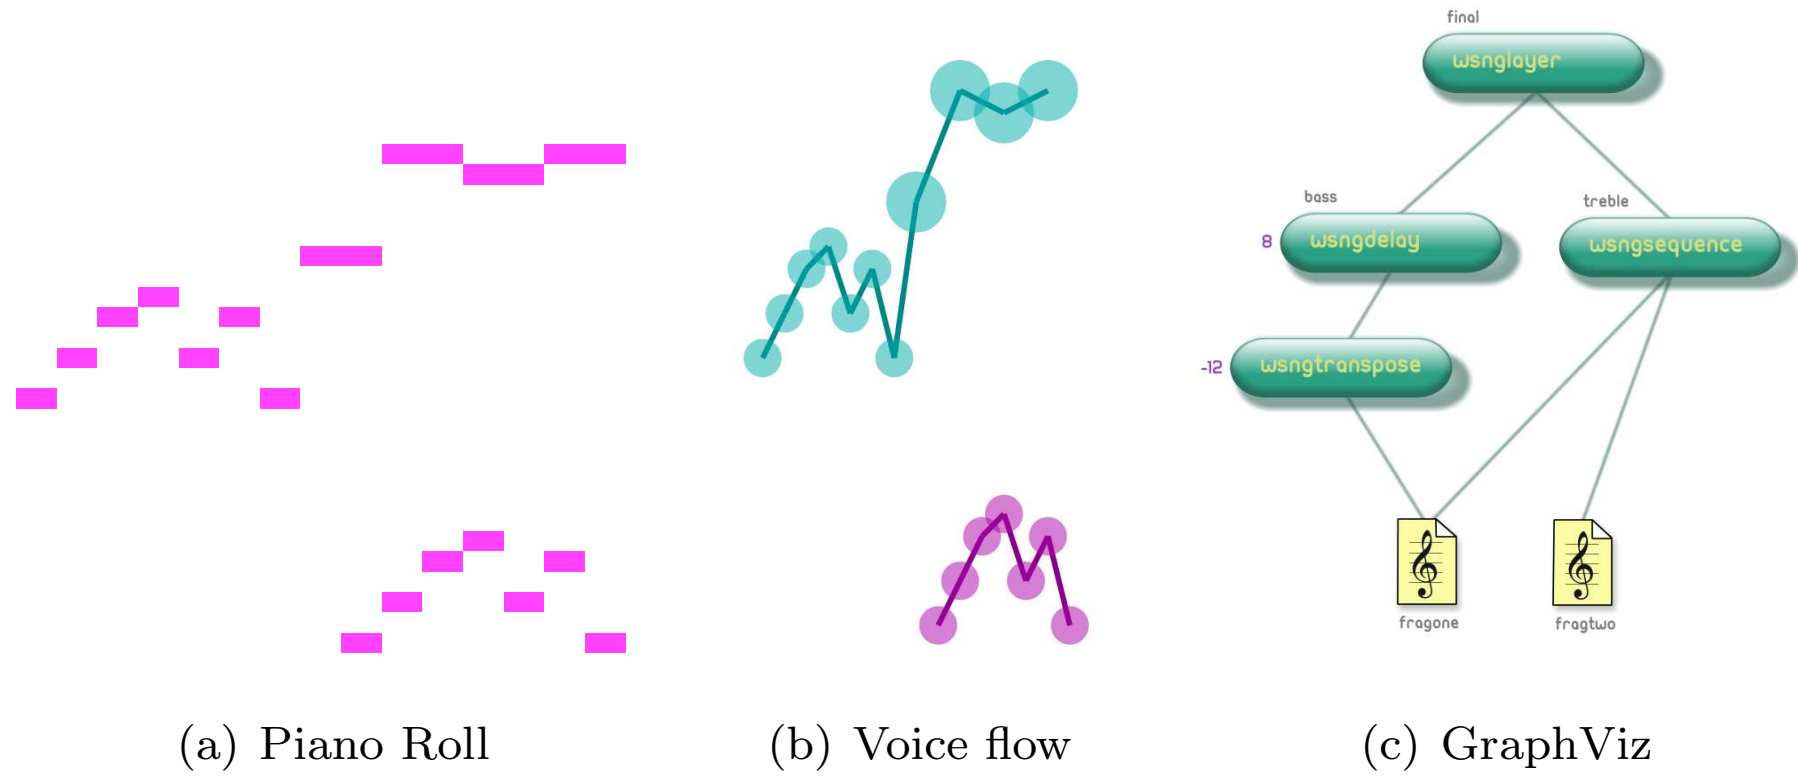 final
wsnglayer
bass
treble
8
wsngdelay
wsngsequence
-12
wsngtranspose
fragone
fragtwo
(a) Piano Roll
(b) Voice flow
(c) GraphViz